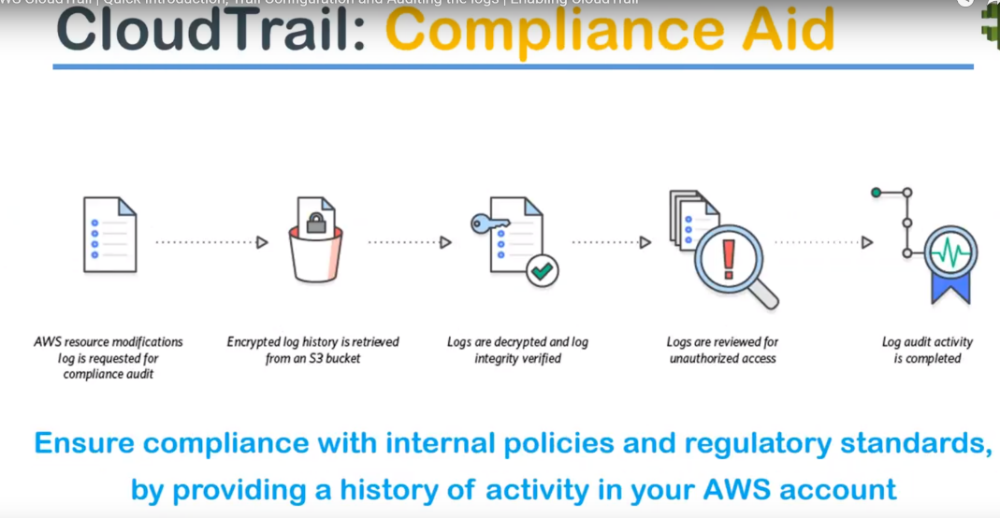 CloudTrail | Quick Introduction, Trail Configuration and Auditing the logs | Enabling CloudTrail
CloudTrail: Compliance Aid
AWS resource modifications
log is requested for
compliance audit
Encrypted log history is retrieved
from an S3 bucket
Logs are decrypted and log
integrity verified
Logs are reviewed for
unauthorized access
Log audit activity
is completed
Ensure compliance with internal policies and regulatory standards,
by providing a history of activity in your AWS account